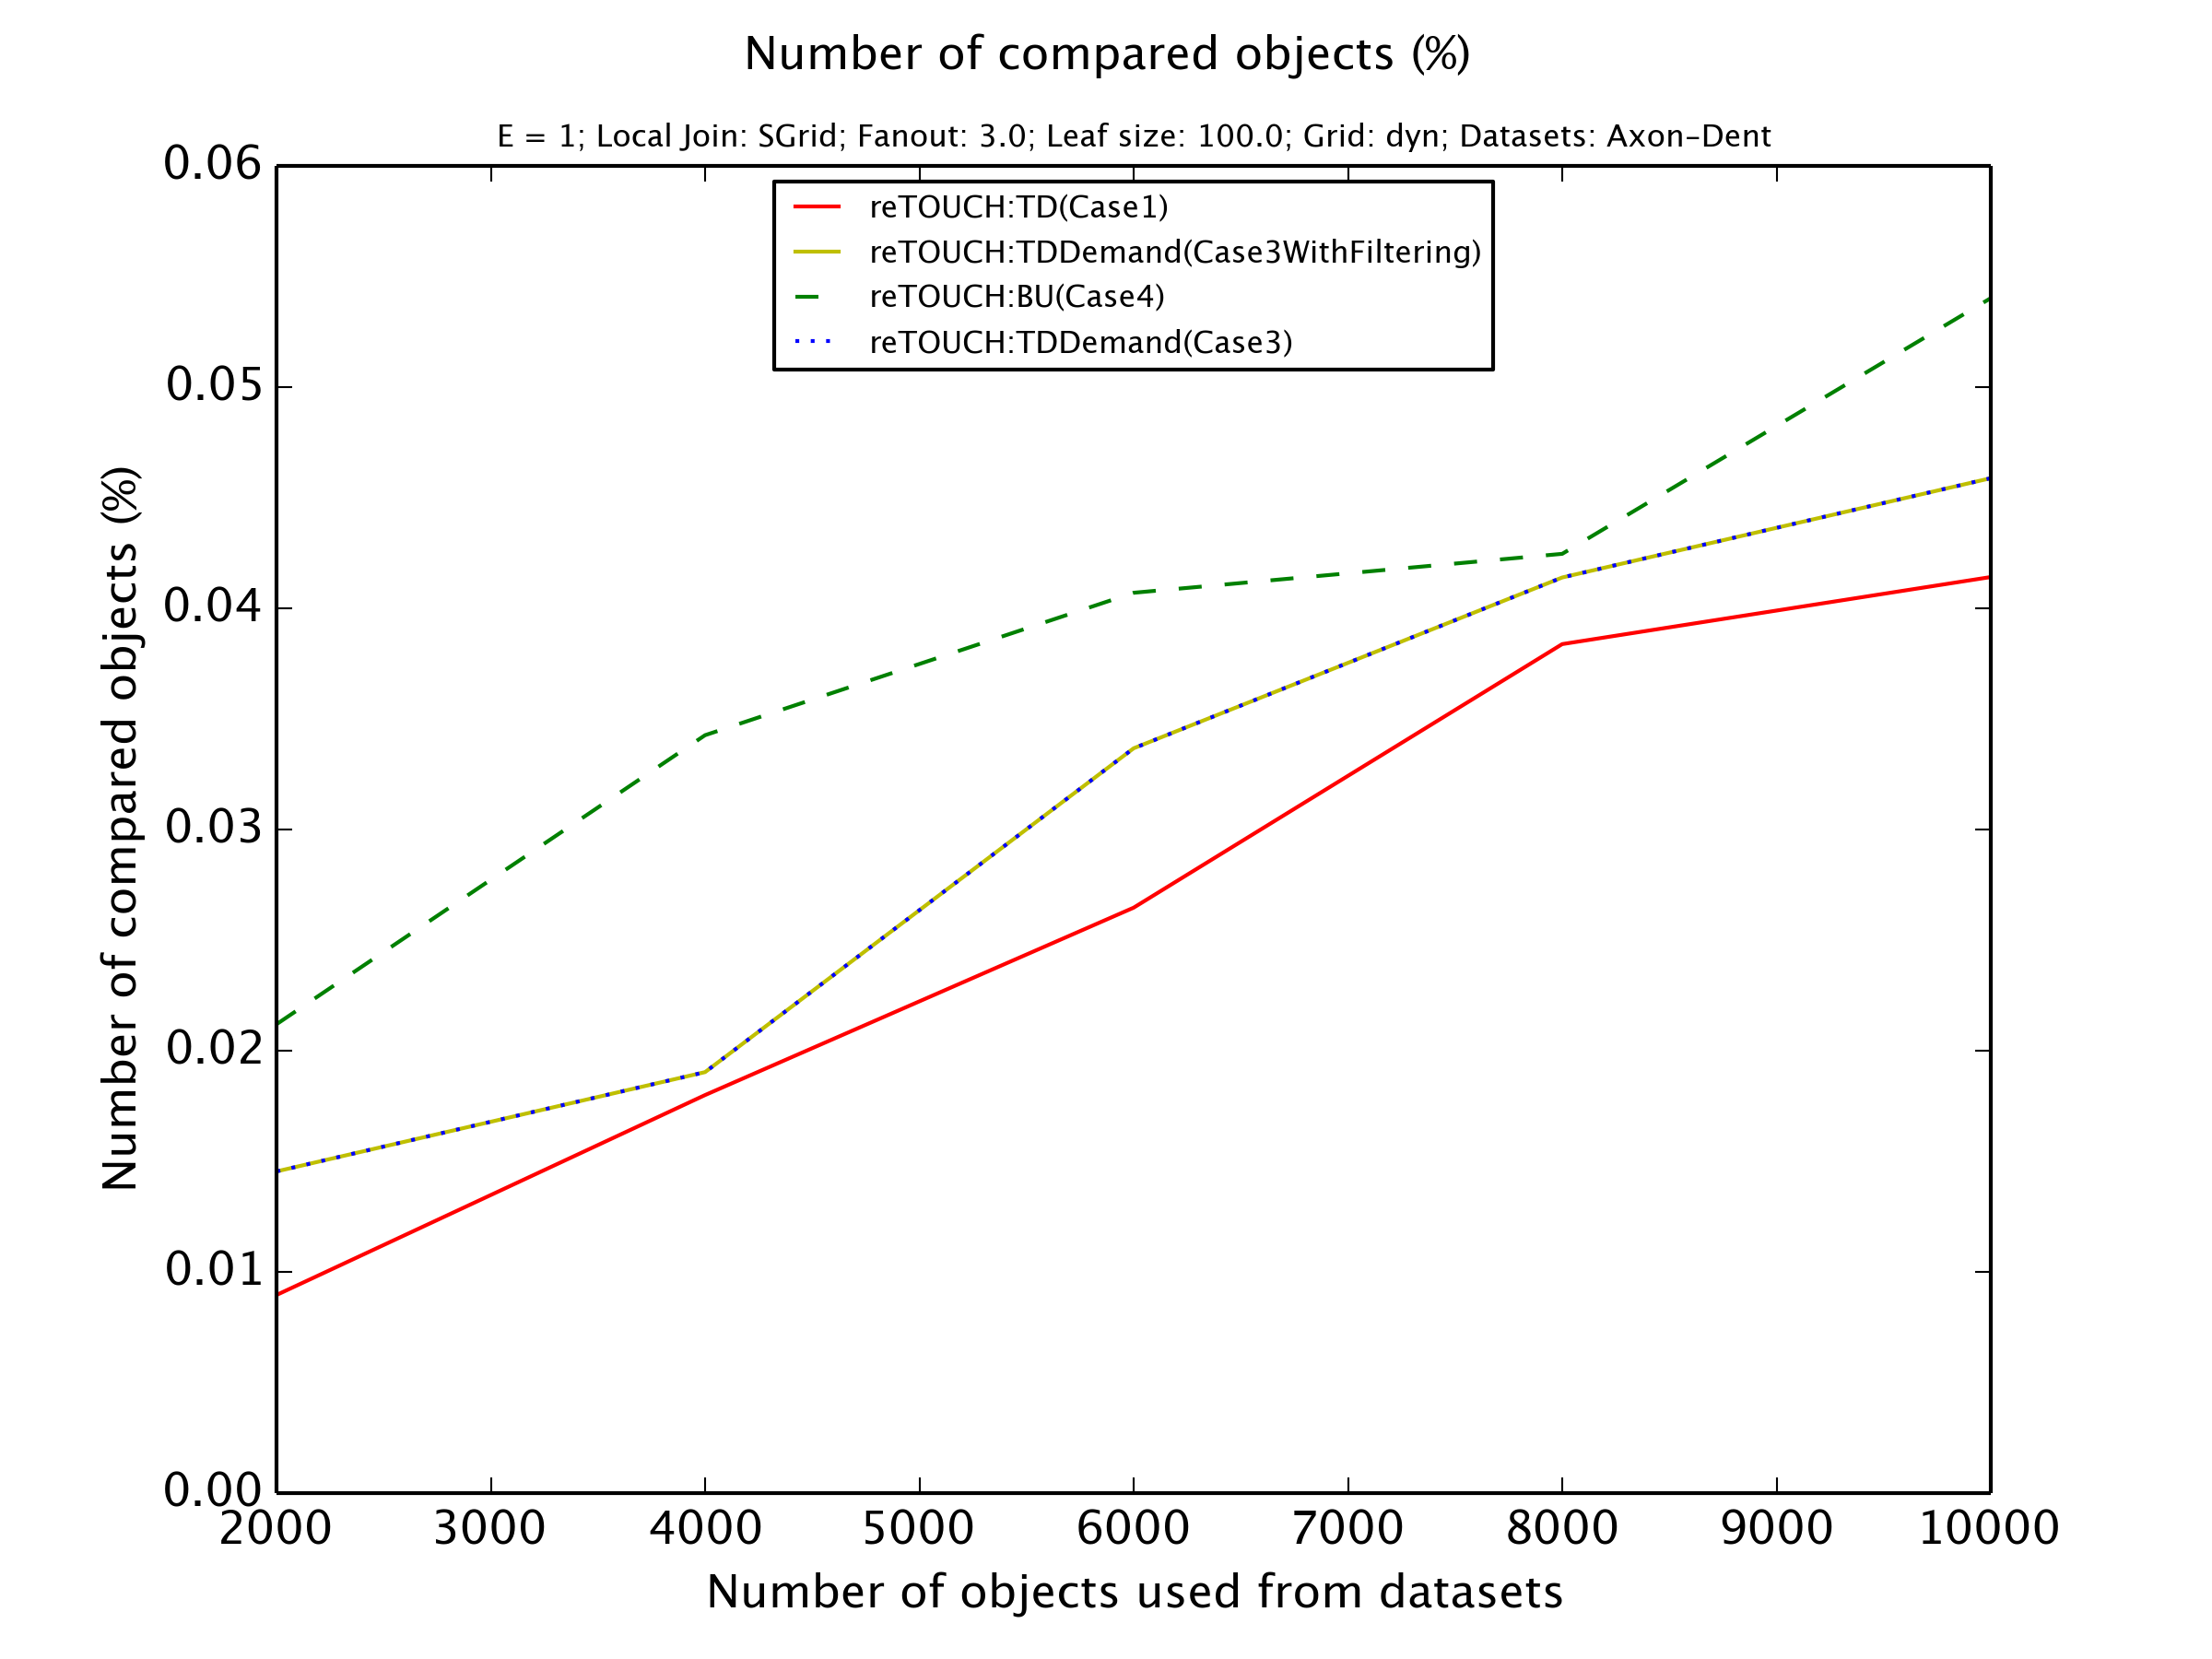 Number of compared objects (%)
E = 1; Local Join: SGrid; Fanout: 3.0; Leaf size: 100.0; Grid: dyn; Datasets: Axon-Dent
reTOUCH:TD(Case1)
reTOUCH:TDDemand(Case3WithFiltering)
reTOUCH:BU(Case4)
reTOUCH:TDDemand(Case3)
Number of compared objects (%)
0.06
0.05
0.04
0.03
0.02
0.01
0.00
2000 3000 4000 5000 6000 7000 8000 9000 10000
Number of objects used from datasets